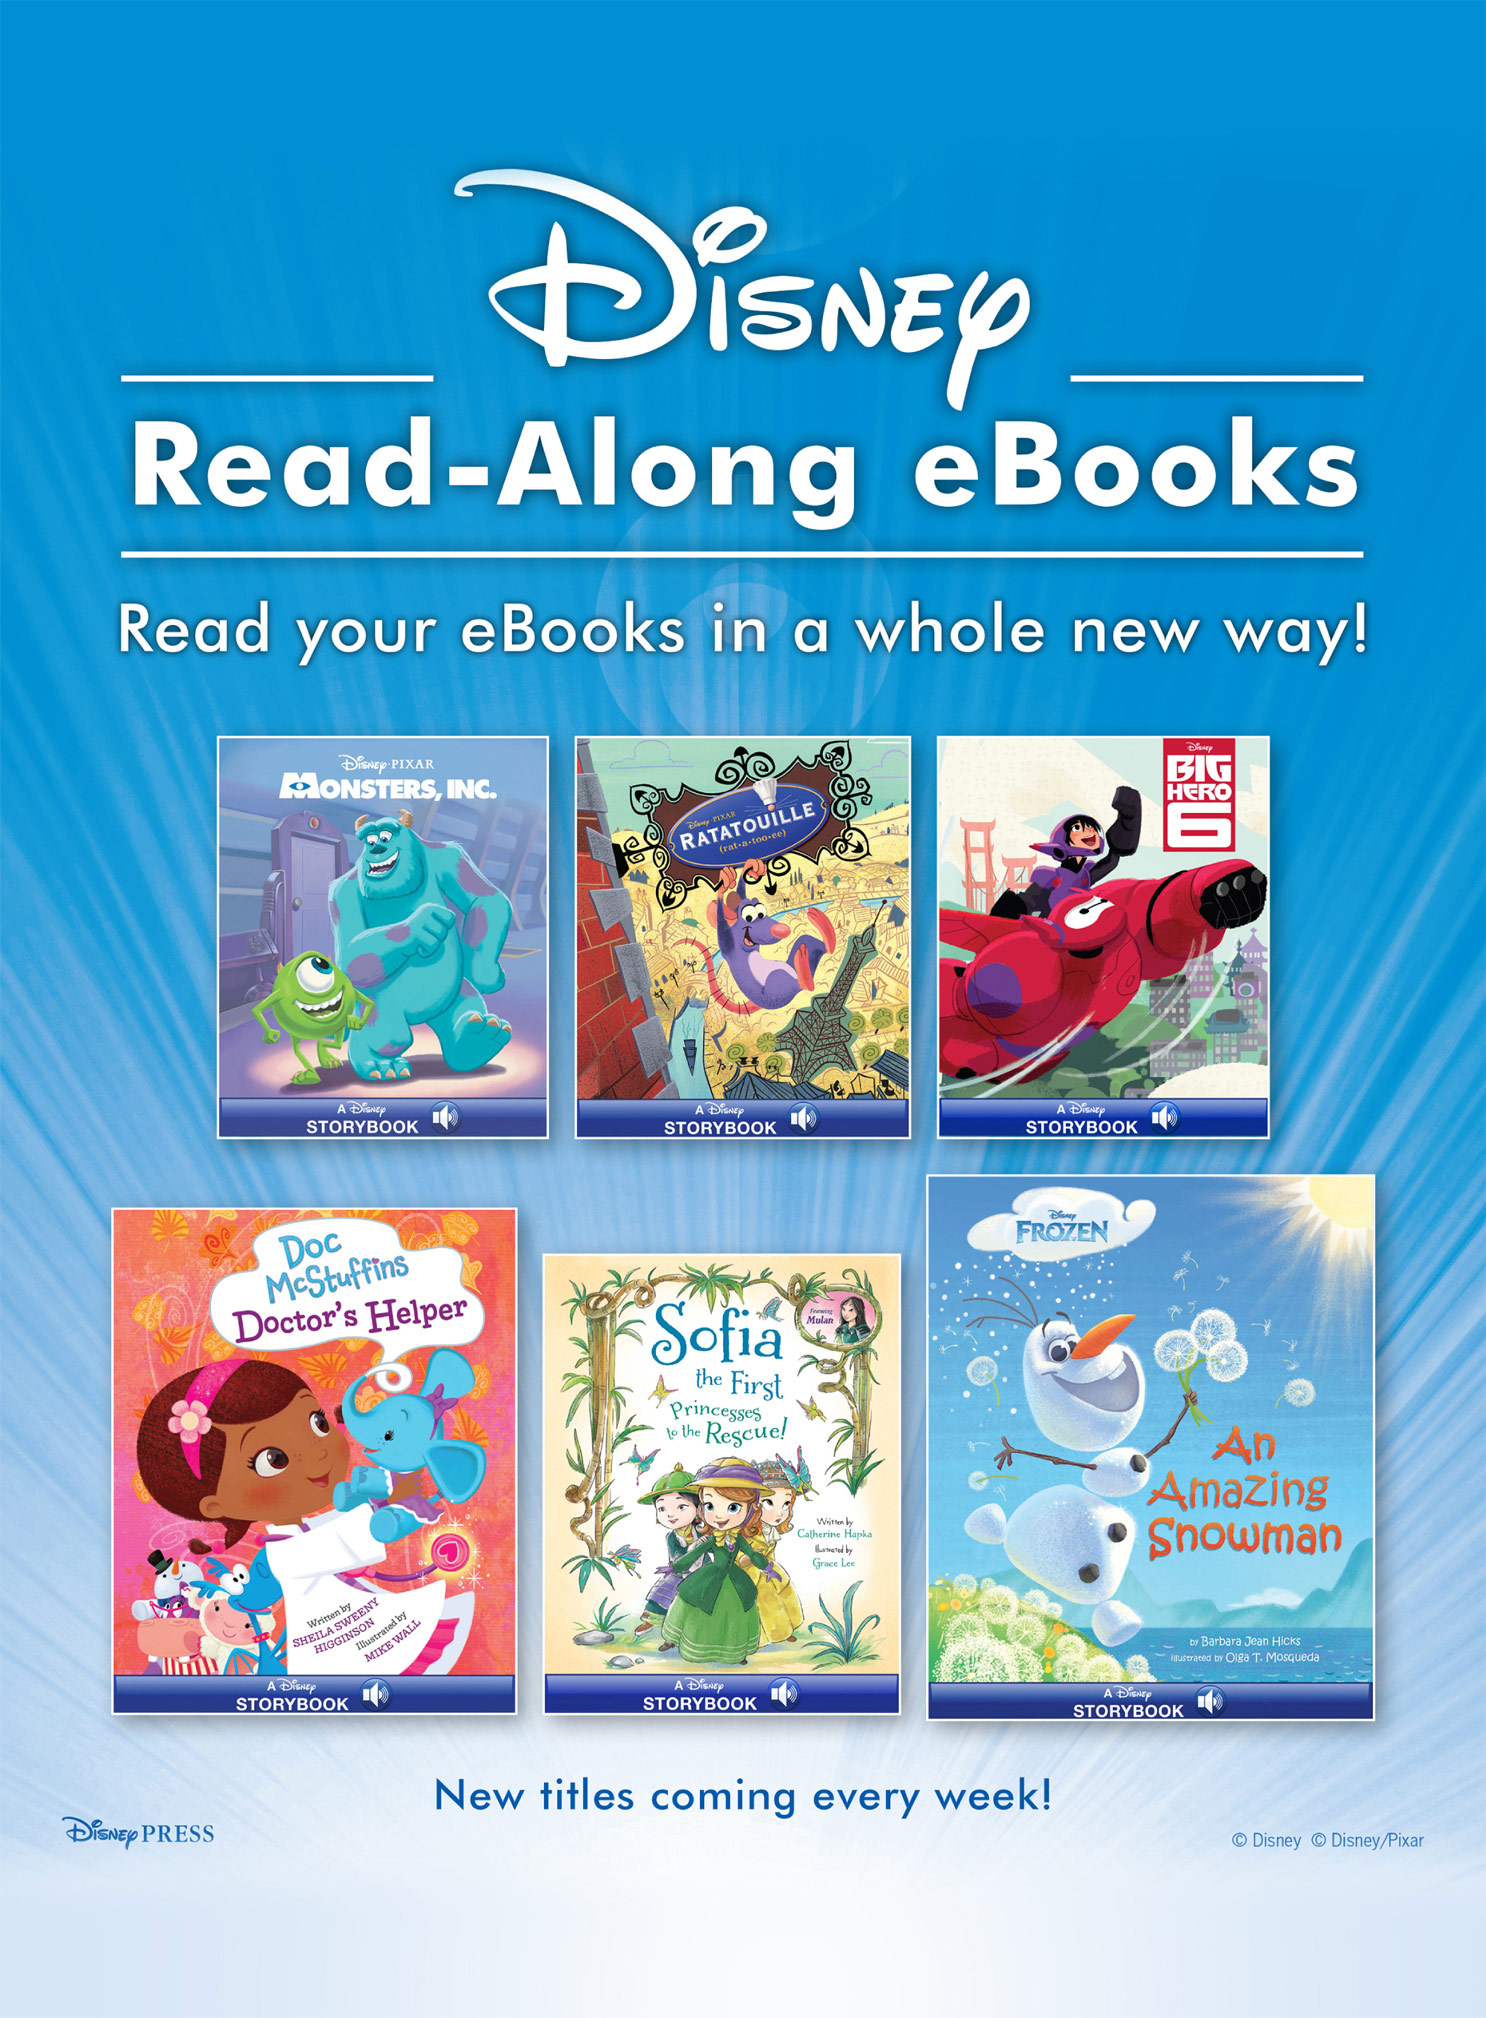 Disney
Read-Along eBooks
Read your eBooks in a whole new way!
Disney·PIXAR
MONSTERS, INC.
A Disney
STORYBOOK
Disney·PIXAR
RATATOUILLE
(rat·a·too·ee)
A Disney
STORYBOOK
Disney
BIG
HERO
6
A Disney
STORYBOOK
Doc
McStuffins
Doctor's Helper
Written by
SHEILA SWEENY
HIGGINSON
Illustrated by
MIKE WALL
A Disney
STORYBOOK
Featuring
Mulan
Sofia
the First
Princesses
to the Rescue!
Written by
Catherine Hapka
Illustrated by
Grace Lee
A Disney
STORYBOOK
Disney
FROZEN
An
Amazing
Snowman
by Barbara Jean Hicks
illustrated by Olga T. Mosqueda
A Disney
STORYBOOK
New titles coming every week!
Disney PRESS
© Disney © Disney/Pixar